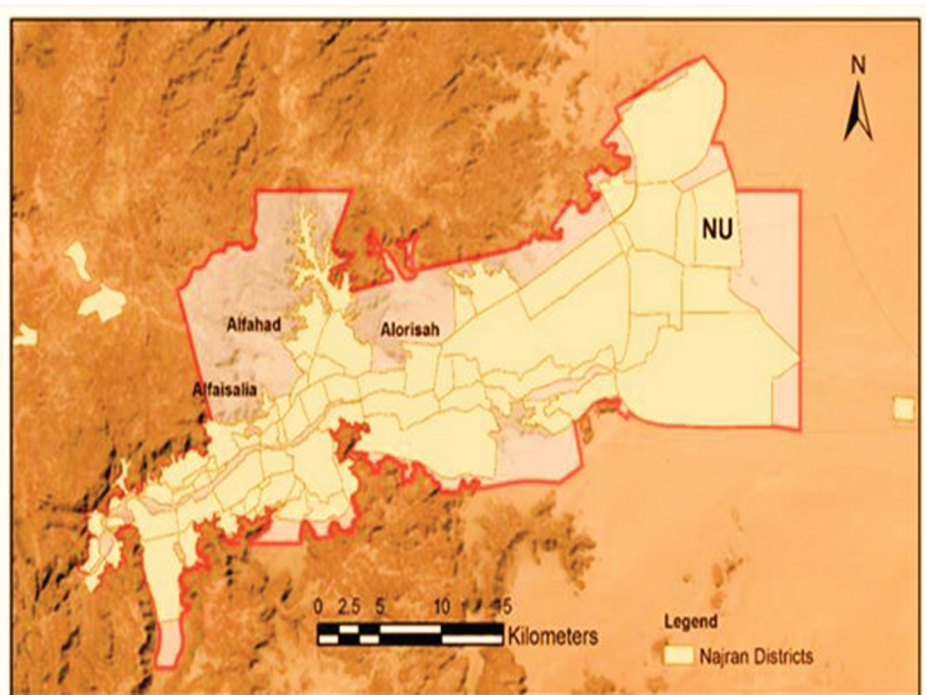 N
NU
Alfahad
Alorisah
Alfaisalia
0 2.5 5 10 15
Kilometers
Legend
Najran Districts